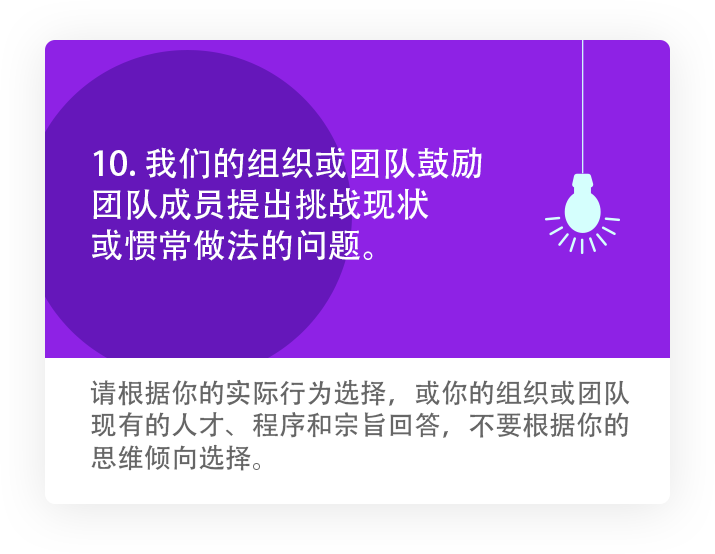 10. 我们的组织或团队鼓励
团队成员提出挑战现状
或惯常做法的问题。
请根据你的实际行为选择，或你的组织或团队
现有的人才、程序和宗旨回答，不要根据你的
思维倾向选择。